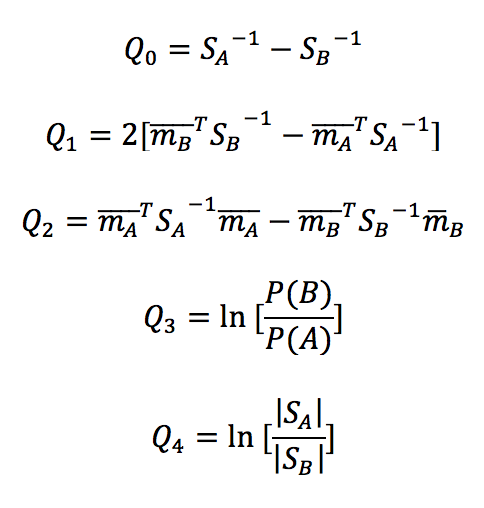 Q₀ = S_A⁻¹ − S_B⁻¹
Q₁ = 2[m̅_Bᵀ S_B⁻¹ − m̅_Aᵀ S_A⁻¹]
Q₂ = m̅_Aᵀ S_A⁻¹ m̅_A − m̅_Bᵀ S_B⁻¹ m̅_B
Q₃ = ln [P(B)/P(A)]
Q₄ = ln [|S_A|/|S_B|]